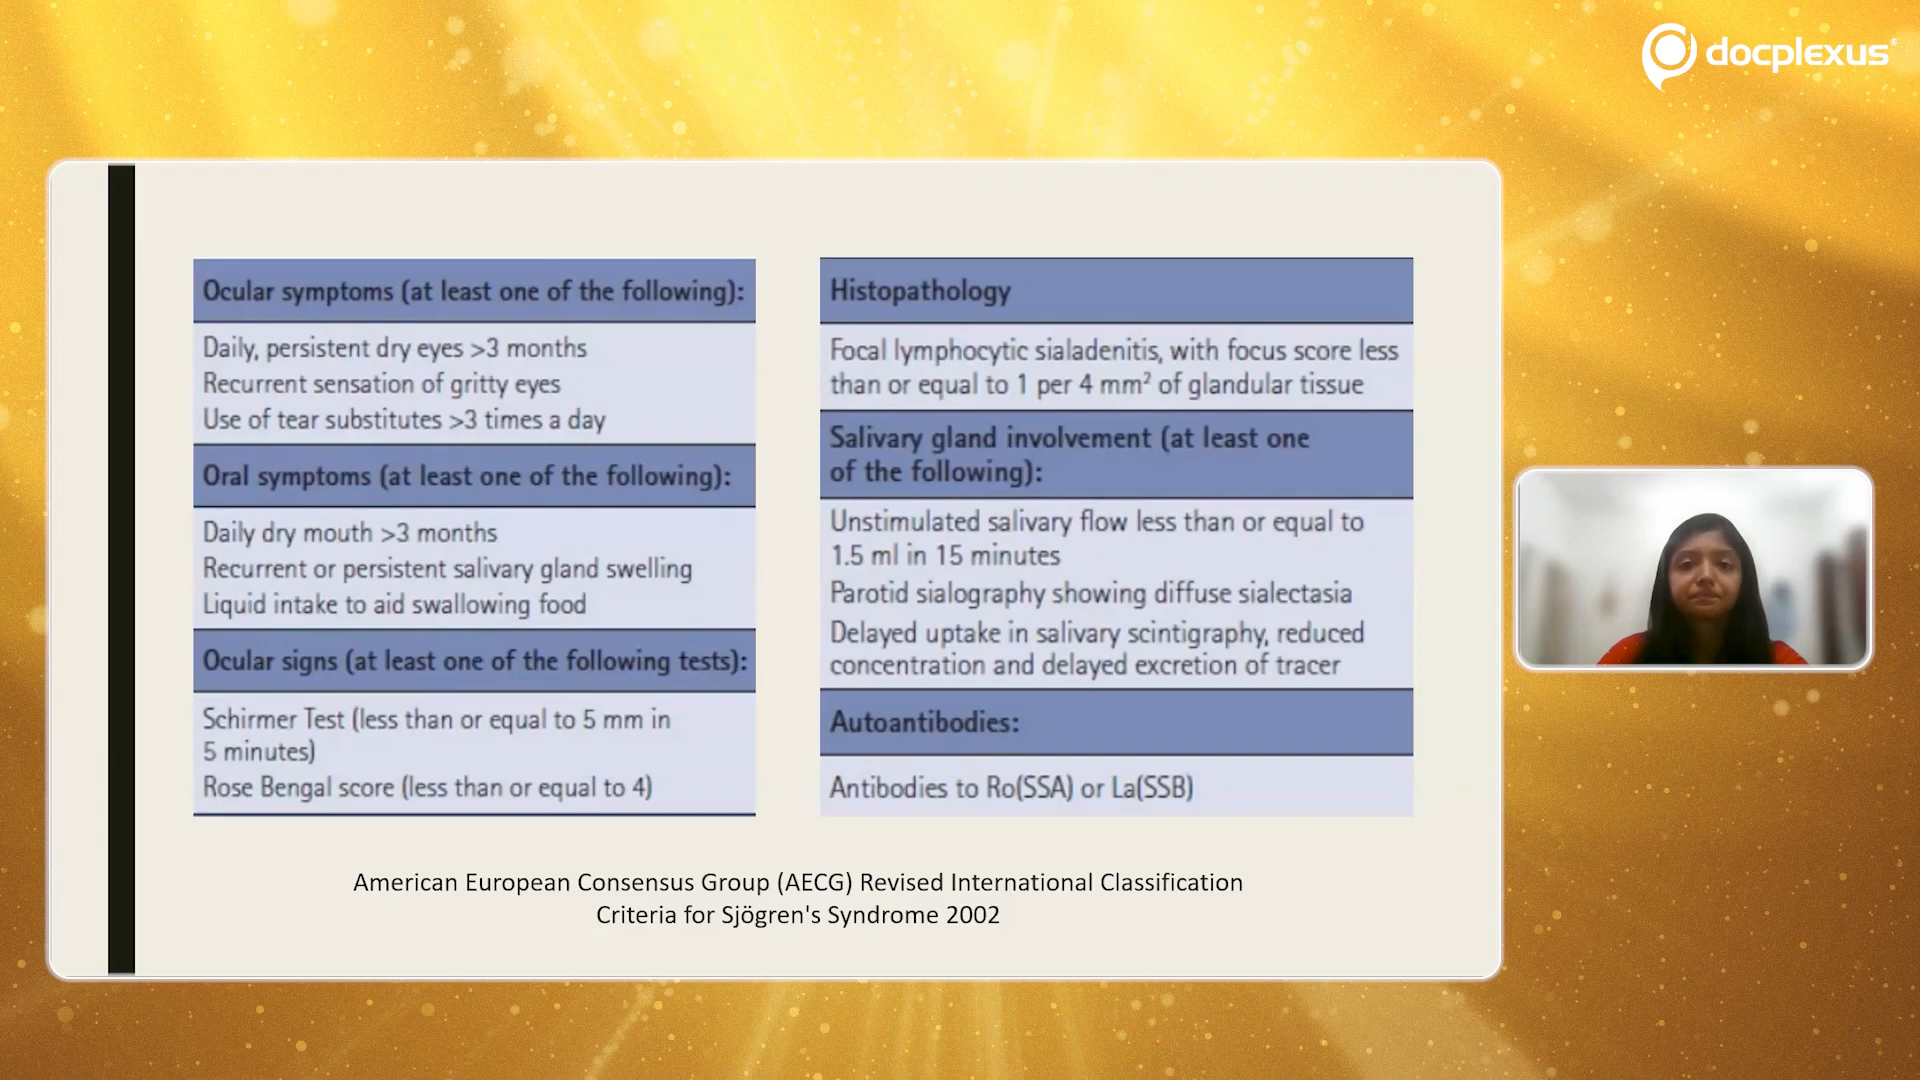 docplexus
Ocular symptoms (at least one of the following):
Daily, persistent dry eyes >3 months
Recurrent sensation of gritty eyes
Use of tear substitutes >3 times a day
Oral symptoms (at least one of the following):
Daily dry mouth >3 months
Recurrent or persistent salivary gland swelling
Liquid intake to aid swallowing food
Ocular signs (at least one of the following tests):
Schirmer Test (less than or equal to 5 mm in
5 minutes)
Rose Bengal score (less than or equal to 4)
Histopathology
Focal lymphocytic sialadenitis, with focus score less
than or equal to 1 per 4 mm² of glandular tissue
Salivary gland involvement (at least one
of the following):
Unstimulated salivary flow less than or equal to
1.5 ml in 15 minutes
Parotid sialography showing diffuse sialectasia
Delayed uptake in salivary scintigraphy, reduced
concentration and delayed excretion of tracer
Autoantibodies:
Antibodies to Ro(SSA) or La(SSB)
American European Consensus Group (AECG) Revised International Classification
Criteria for Sjögren's Syndrome 2002